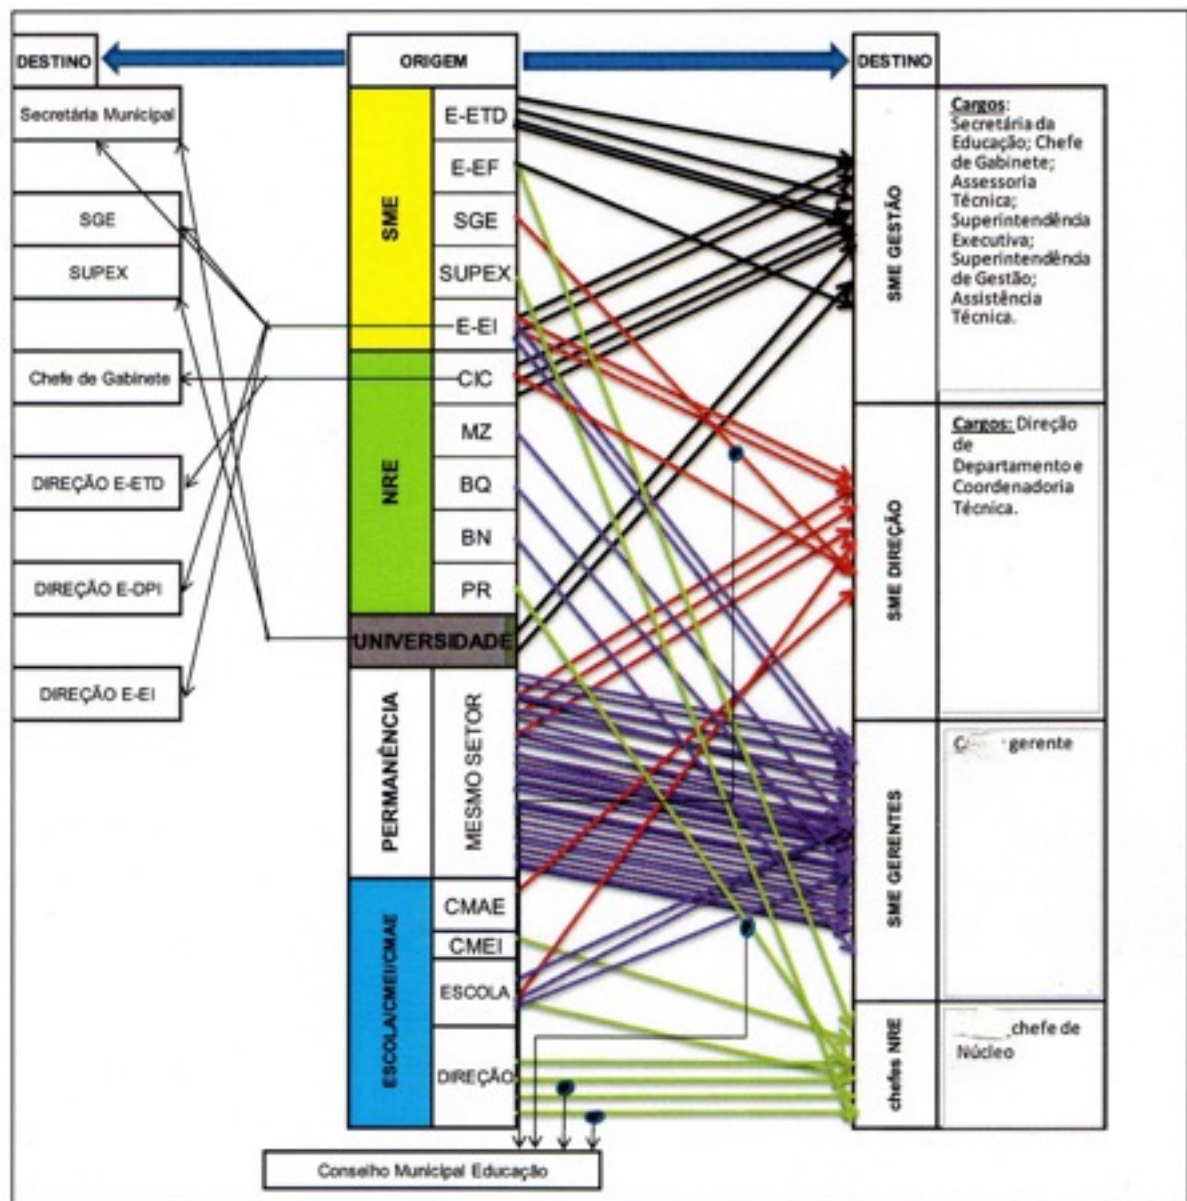 DESTINO
ORIGEM
DESTINO
Secretária Municipal
SGE
SUPEX
Chefe de Gabinete
DIREÇÃO E-ETD
DIREÇÃO E-DPI
DIREÇÃO E-EI
SME
E-ETD
E-EF
SGE
SUPEX
E-EI
NRE
CIC
MZ
BQ
BN
PR
UNIVERSIDADE
PERMANÊNCIA
MESMO SETOR
ESCOLA/CMEI/CMAE
CMAE
CMEI
ESCOLA
DIREÇÃO
SME GESTÃO
Cargos:
Secretária da
Educação; Chefe
de Gabinete;
Assessoria
Técnica;
Superintendência
Executiva;
Superintendência
de Gestão;
Assistência
Técnica.
SME DIREÇÃO
Cargos: Direção
de
Departamento e
Coordenadoria
Técnica.
SME GERENTES
gerente
chefes NRE
chefe de
Núcleo
Conselho Municipal Educação